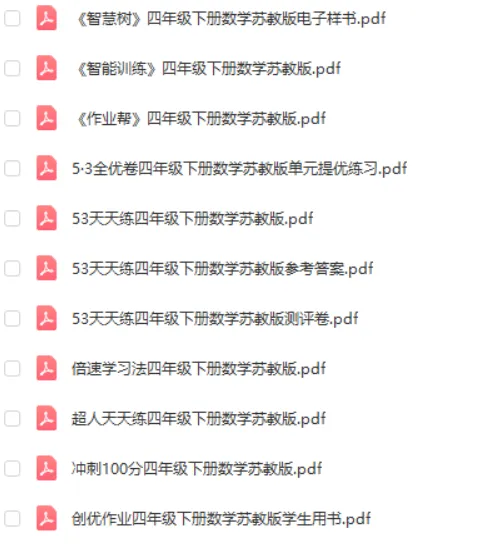 《智慧树》四年级下册数学苏教版电子样书.pdf
《智能训练》四年级下册数学苏教版.pdf
《作业帮》四年级下册数学苏教版.pdf
5·3全优卷四年级下册数学苏教版单元提优练习.pdf
53天天练四年级下册数学苏教版.pdf
53天天练四年级下册数学苏教版参考答案.pdf
53天天练四年级下册数学苏教版测评卷.pdf
倍速学习法四年级下册数学苏教版.pdf
超人天天练四年级下册数学苏教版.pdf
冲刺100分四年级下册数学苏教版.pdf
创优作业四年级下册数学苏教版学生用书.pdf